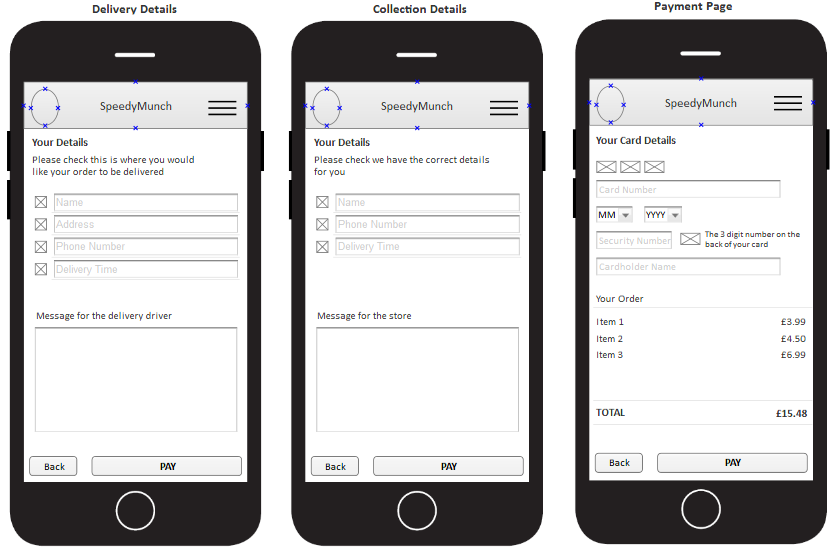 Delivery Details
SpeedyMunch
Your Details
Please check this is where you would
like your order to be delivered
Name
Address
Phone Number
Delivery Time
Message for the delivery driver
Back
PAY
Collection Details
SpeedyMunch
Your Details
Please check we have the correct details
for you
Name
Phone Number
Delivery Time
Message for the store
Back
PAY
Payment Page
SpeedyMunch
Your Card Details
Card Number
MM YYYY
Security Number
The 3 digit number on the
back of your card
Cardholder Name
Your Order
Item 1 £3.99
Item 2 £4.50
Item 3 £6.99
TOTAL £15.48
Back
PAY